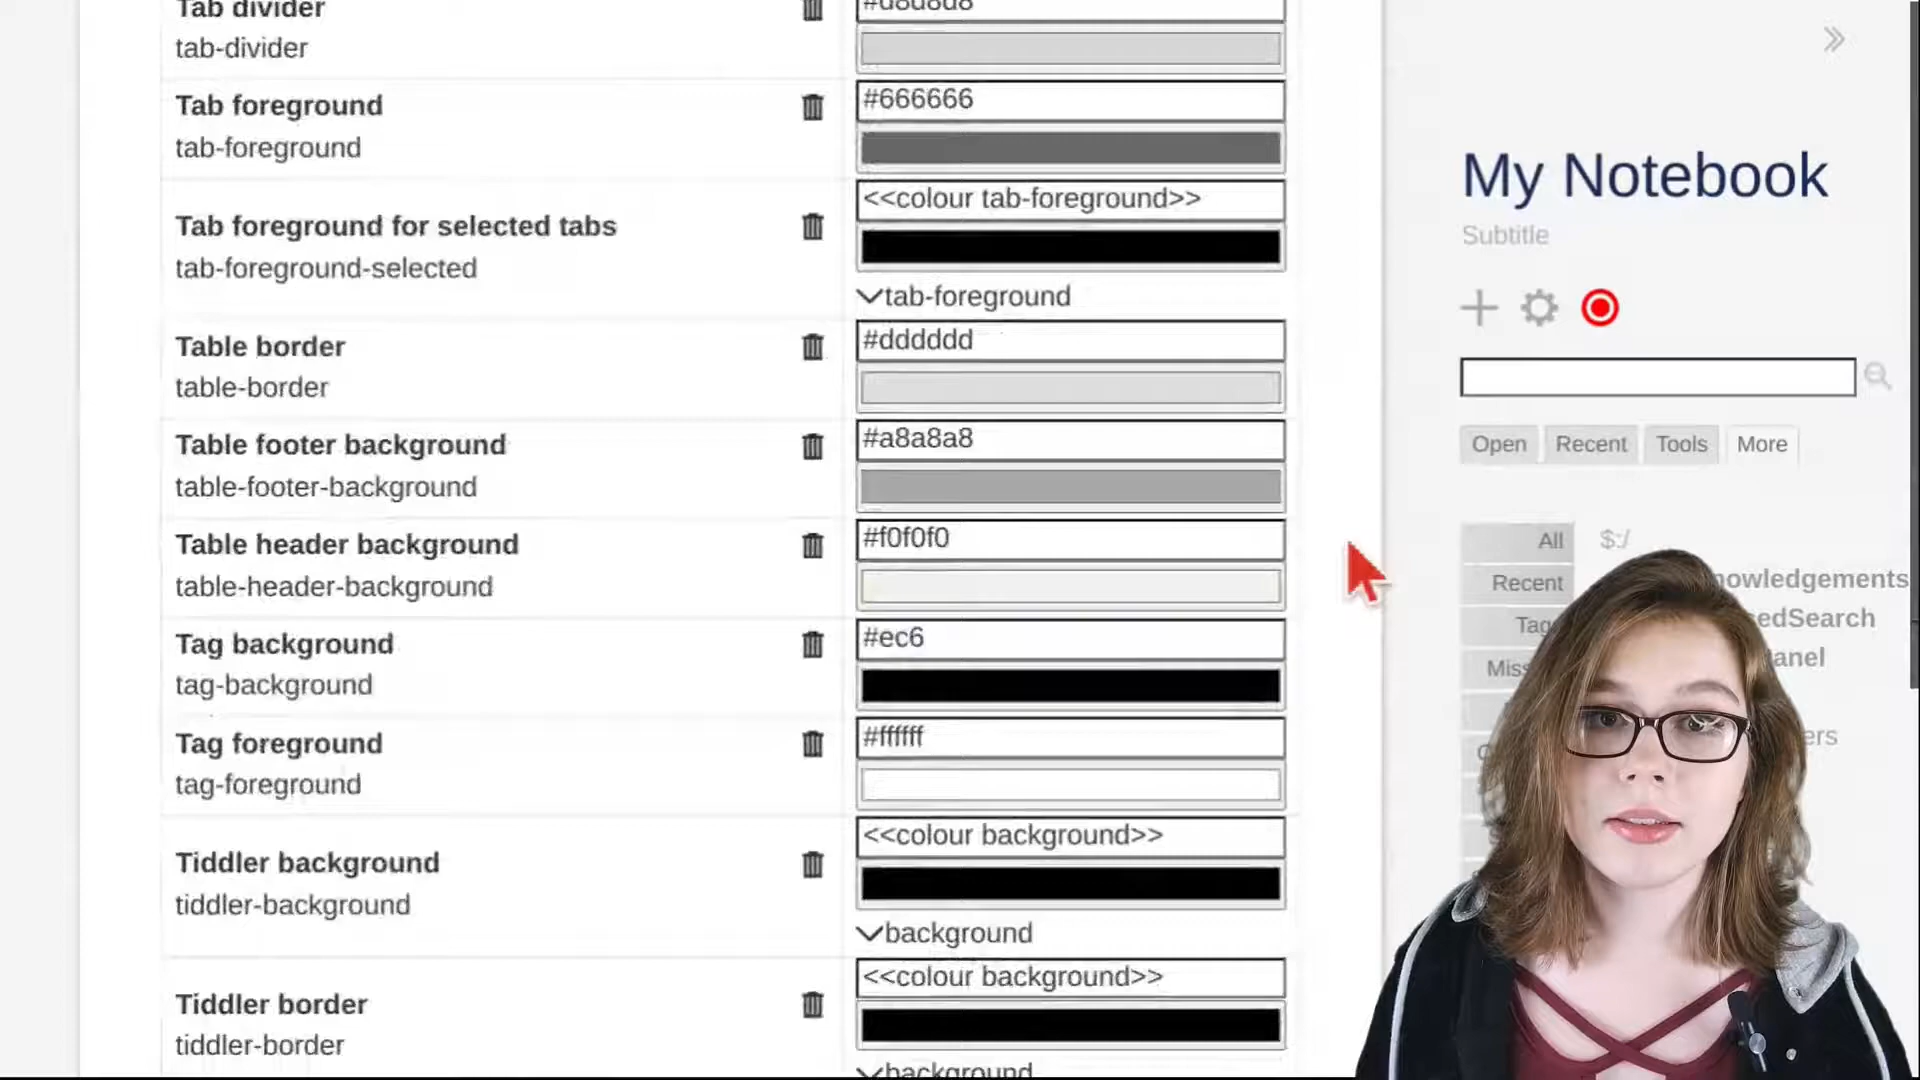 Tab divider
#d8d8d8
tab-divider
Tab foreground
#666666
tab-foreground
Tab foreground for selected tabs
<<colour tab-foreground>>
tab-foreground-selected
tab-foreground
Table border
#dddddd
table-border
Table footer background
#a8a8a8
table-footer-background
Table header background
#f0f0f0
table-header-background
Tag background
#ec6
tag-background
Tag foreground
#ffffff
tag-foreground
Tiddler background
<<colour background>>
tiddler-background
background
Tiddler border
<<colour background>>
tiddler-border
background
My Notebook
Subtitle
Open Recent Tools More
All
Recent
$:/